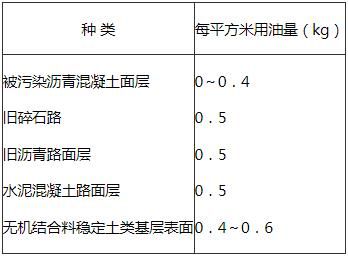 种 类 每平方米用油量（kg）
被污染沥青混凝土面层 0～0．4
旧碎石路 0．5
旧沥青路面层 0．5
水泥混凝土路面层 0．5
无机结合料稳定土类基层表面 0．4～0．6